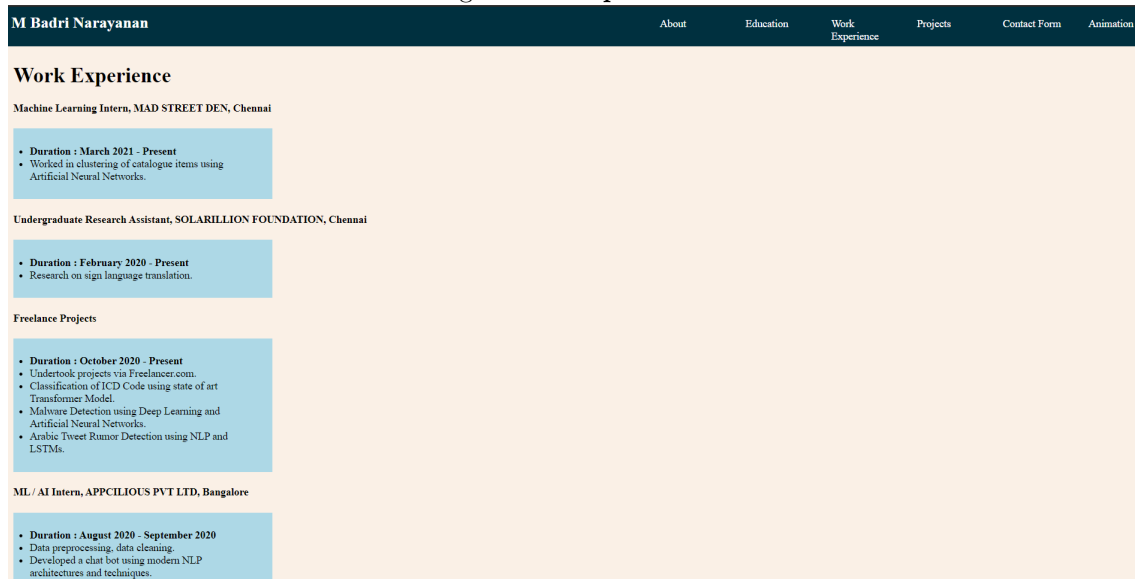 M Badri Narayanan
About
Education
Work
Experience
Projects
Contact Form
Animation
Work Experience
Machine Learning Intern, MAD STREET DEN, Chennai
• Duration : March 2021 - Present
• Worked in clustering of catalogue items using
Artificial Neural Networks.
Undergraduate Research Assistant, SOLARILLION FOUNDATION, Chennai
• Duration : February 2020 - Present
• Research on sign language translation.
Freelance Projects
• Duration : October 2020 - Present
• Undertook projects via Freelancer.com.
• Classification of ICD Code using state of art
Transformer Model.
• Malware Detection using Deep Learning and
Artificial Neural Networks.
• Arabic Tweet Rumor Detection using NLP and
LSTMs.
ML / AI Intern, APPCILIOUS PVT LTD, Bangalore
• Duration : August 2020 - September 2020
• Data preprocessing, data cleaning.
• Developed a chat bot using modern NLP
architectures and techniques.